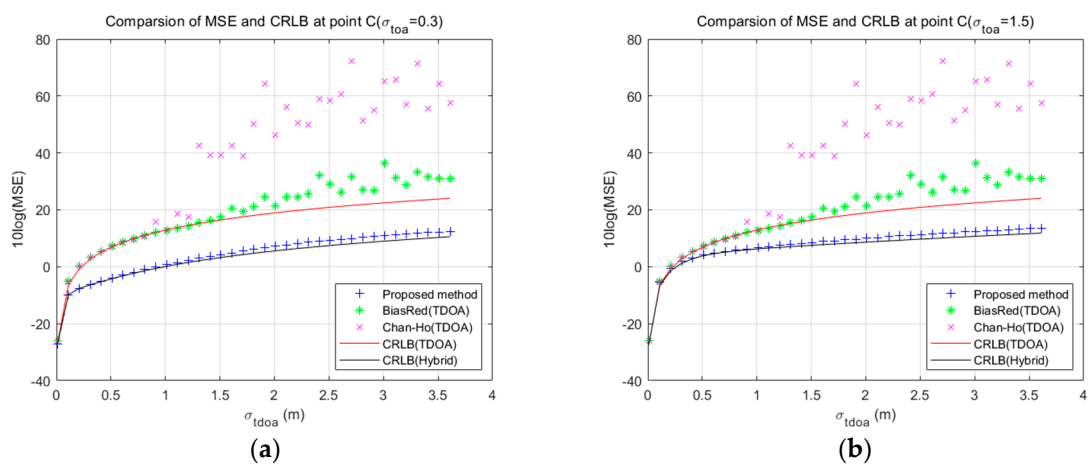 Comparsion of MSE and CRLB at point C(σtoa=0.3)
80
60
40
20
0
-20
-40
10log(MSE)
0
0.5
1
1.5
2
2.5
3
3.5
4
σtdoa (m)
Proposed method
BiasRed(TDOA)
Chan-Ho(TDOA)
CRLB(TDOA)
CRLB(Hybrid)
(a)
Comparsion of MSE and CRLB at point C(σtoa=1.5)
80
60
40
20
0
-20
-40
10log(MSE)
0
0.5
1
1.5
2
2.5
3
3.5
4
σtdoa (m)
Proposed method
BiasRed(TDOA)
Chan-Ho(TDOA)
CRLB(TDOA)
CRLB(Hybrid)
(b)